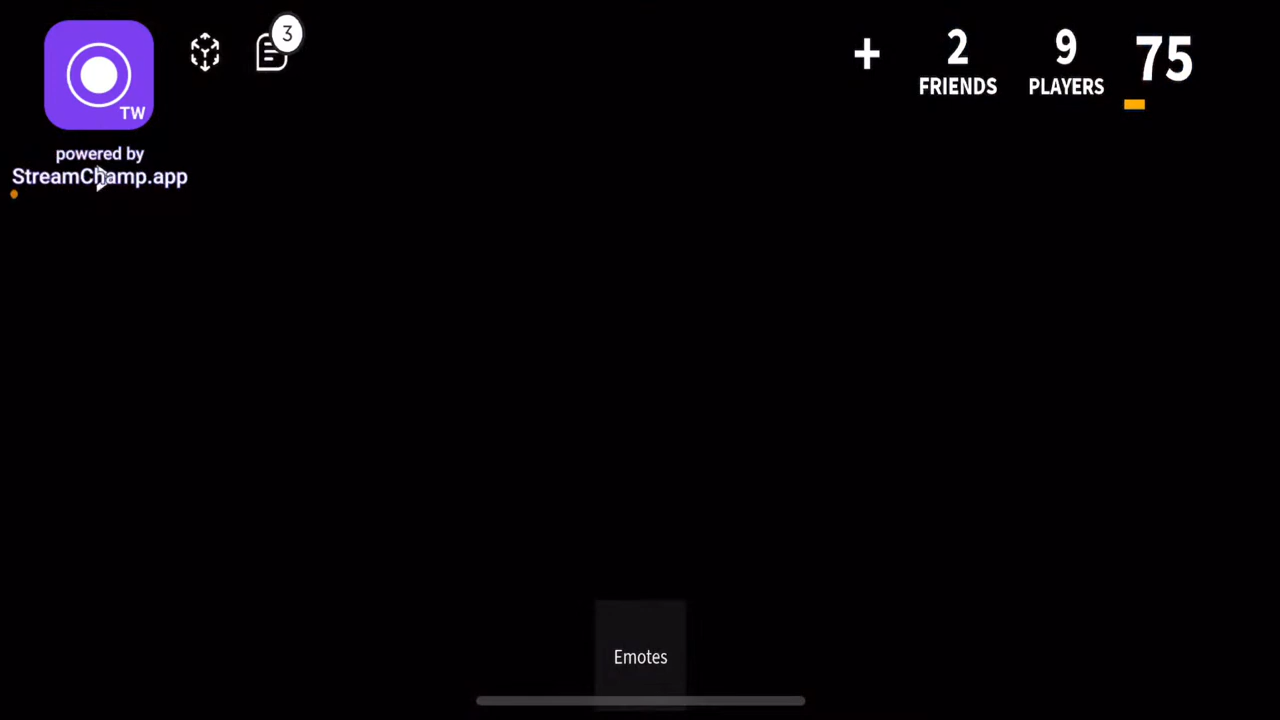 TW
powered by
StreamChamp.app
3
+
2
FRIENDS
9
PLAYERS
75
Emotes